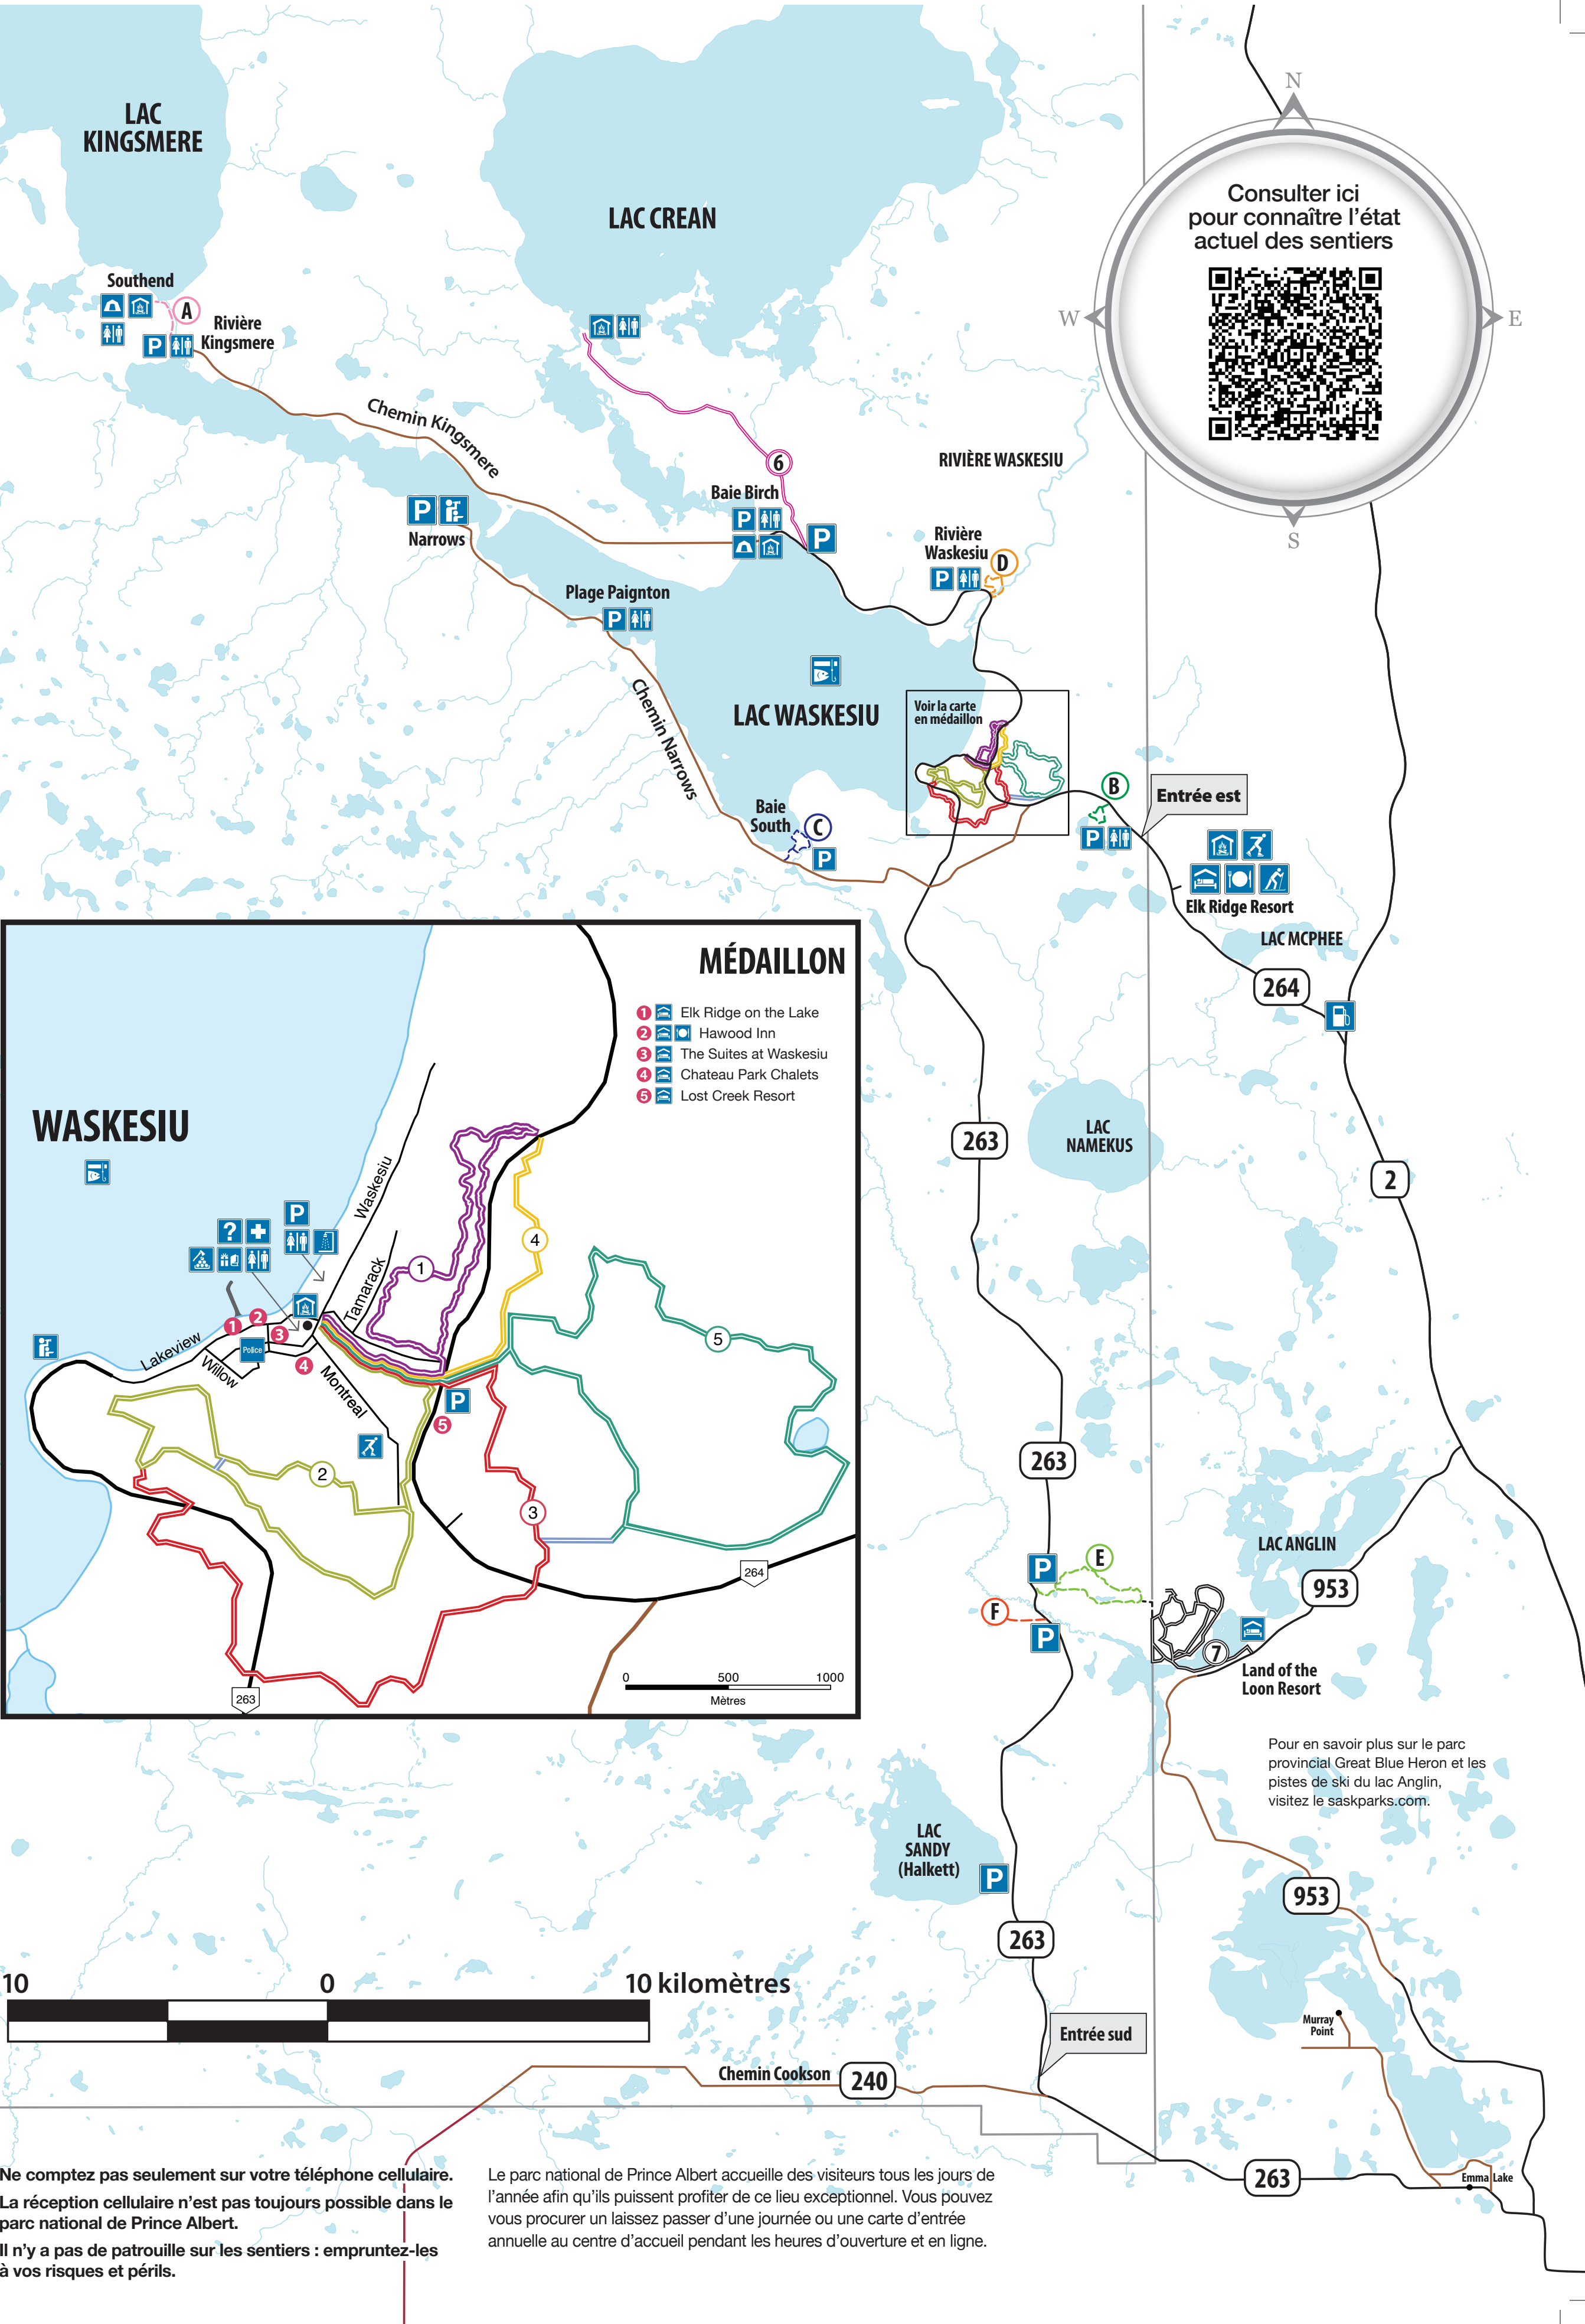 LAC
KINGSMERE
LAC CREAN
N
W
E
S
Consulter ici
pour connaître l'état
actuel des sentiers
Southend
A
Rivière
Kingsmere
P
Chemin Kingsmere
6
RIVIÈRE WASKESIU
Baie Birch
P
P
P
Narrows
Rivière
Waskesiu
D
P
Plage Paignton
P
Chemin Narrows
LAC WASKESIU
Voir la carte
en médaillon
B
P
Entrée est
Baie
South
C
P
Elk Ridge Resort
LAC MCPHEE
264
MÉDAILLON
1 Elk Ridge on the Lake
2 Hawood Inn
3 The Suites at Waskesiu
4 Chateau Park Chalets
5 Lost Creek Resort
WASKESIU
Waskesiu
Tamarack
P
?
1
4
5
1
2
3
4
Police
Lakeview
Willow
Montreal
P
5
2
3
264
263
0 500 1000
Mètres
263
LAC
NAMEKUS
2
263
LAC ANGLIN
953
P
E
F
P
7
Land of the
Loon Resort
Pour en savoir plus sur le parc
provincial Great Blue Heron et les
pistes de ski du lac Anglin,
visitez le saskparks.com.
LAC
SANDY
(Halkett)
P
953
263
10 0 10 kilomètres
Murray
Point
Entrée sud
Chemin Cookson
240
263
Emma Lake
Ne comptez pas seulement sur votre téléphone cellulaire.
La réception cellulaire n'est pas toujours possible dans le
parc national de Prince Albert.
Il n'y a pas de patrouille sur les sentiers : empruntez-les
à vos risques et périls.
Le parc national de Prince Albert accueille des visiteurs tous les jours de
l'année afin qu'ils puissent profiter de ce lieu exceptionnel. Vous pouvez
vous procurer un laissez passer d'une journée ou une carte d'entrée
annuelle au centre d'accueil pendant les heures d'ouverture et en ligne.